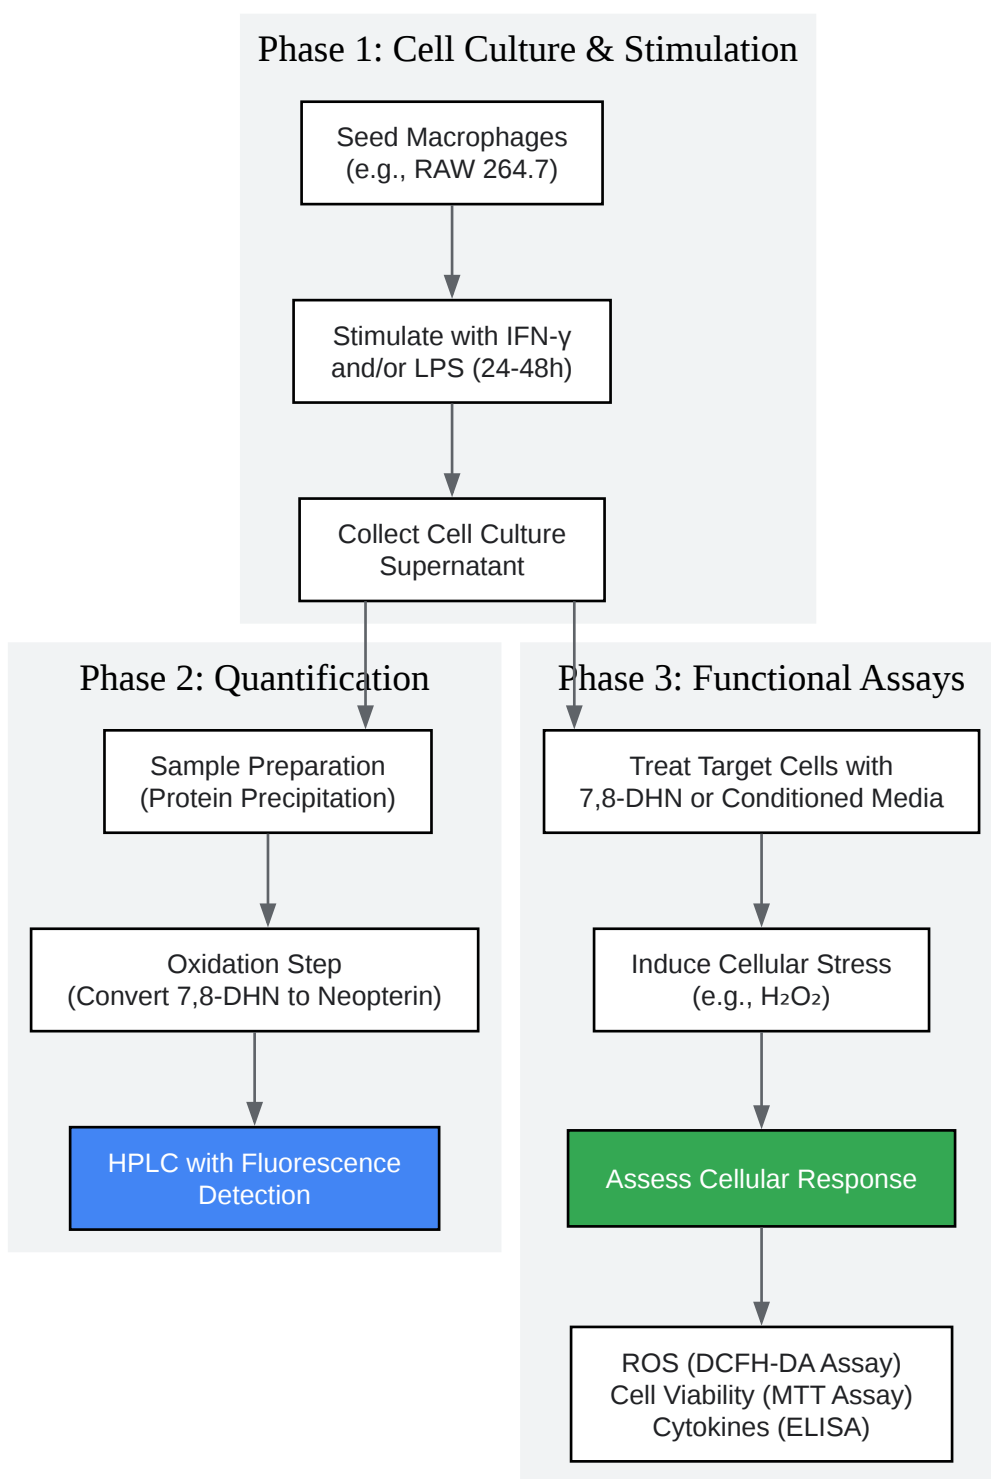 Phase 1: Cell Culture & Stimulation
Seed Macrophages
(e.g., RAW 264.7)
Stimulate with IFN-γ
and/or LPS (24-48h)
Collect Cell Culture
Supernatant
Phase 2: Quantification
Sample Preparation
(Protein Precipitation)
Oxidation Step
(Convert 7,8-DHN to Neopterin)
HPLC with Fluorescence
Detection
Phase 3: Functional Assays
Treat Target Cells with
7,8-DHN or Conditioned Media
Induce Cellular Stress
(e.g., H₂O₂)
Assess Cellular Response
ROS (DCFH-DA Assay)
Cell Viability (MTT Assay)
Cytokines (ELISA)